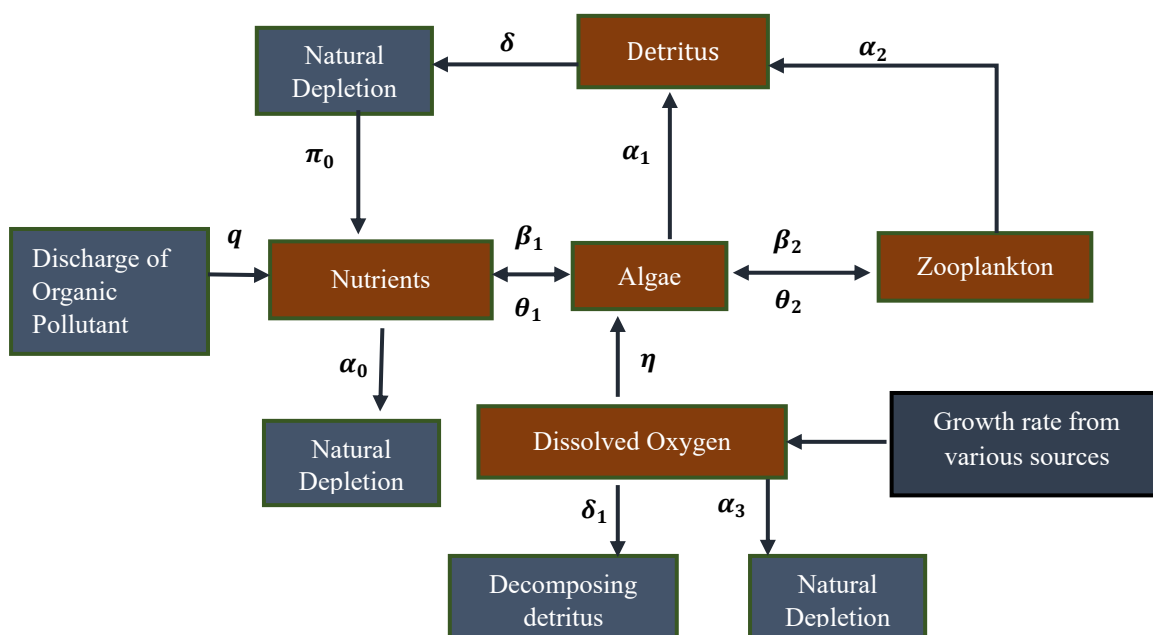 Natural
Depletion
δ
Detritus
α₂
π₀
α₁
Discharge of
Organic
Pollutant
q
Nutrients
β₁
θ₁
Algae
β₂
θ₂
Zooplankton
α₀
η
Natural
Depletion
Dissolved Oxygen
Growth rate from
various sources
δ₁
α₃
Decomposing
detritus
Natural
Depletion